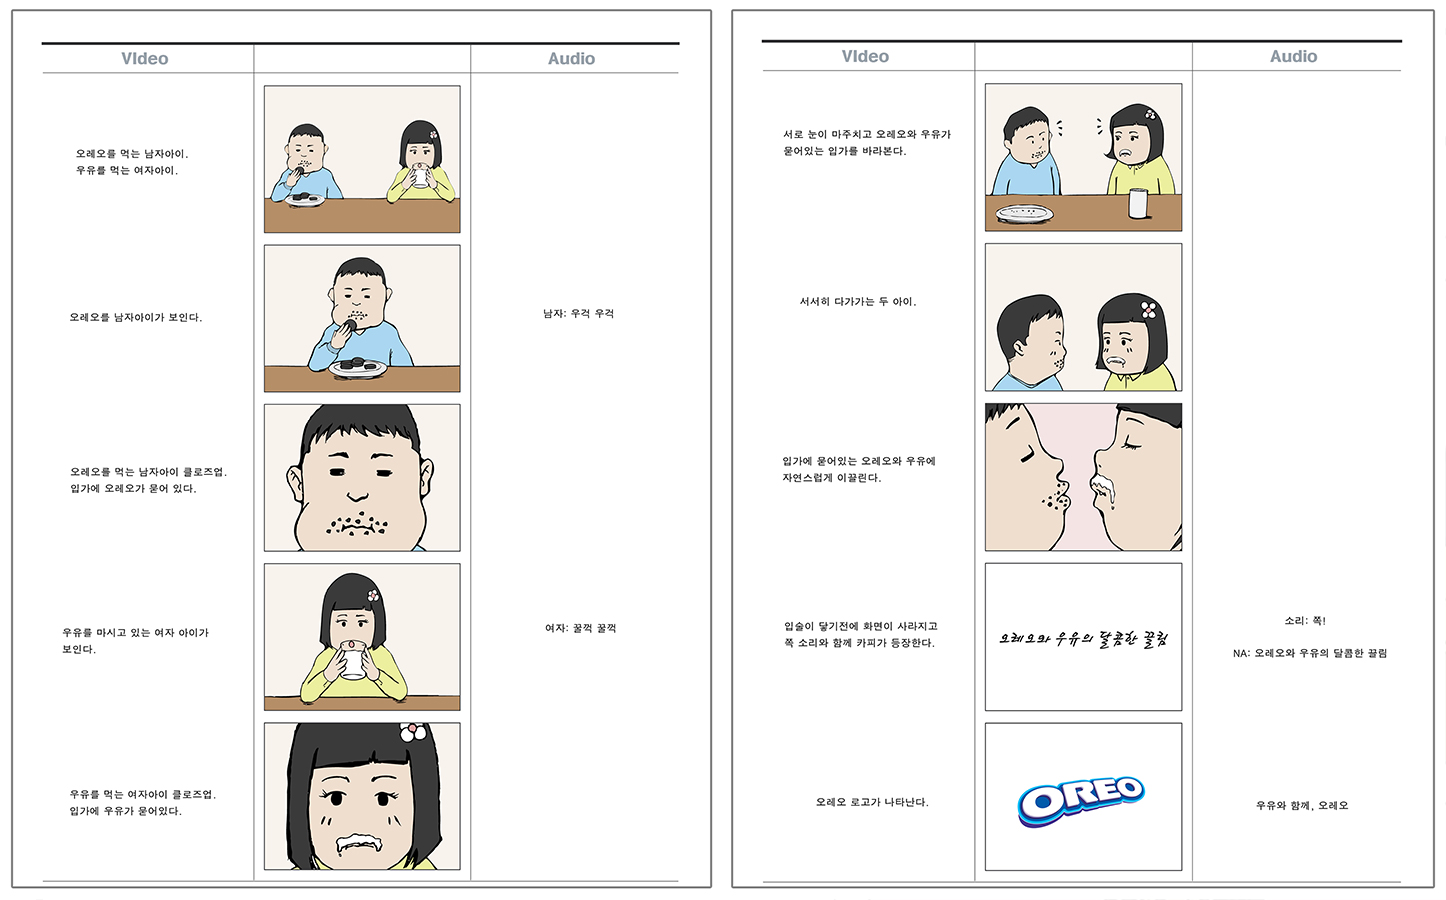 VIdeo
Audio
오레오를 먹는 남자아이.
우유를 먹는 여자아이.
오레오를 남자아이가 보인다.
남자: 우걱 우걱
오레오를 먹는 남자아이 클로즈업.
입가에 오레오가 묻어 있다.
우유를 마시고 있는 여자 아이가
보인다.
여자: 꿀꺽 꿀꺽
우유를 먹는 여자아이 클로즈업.
입가에 우유가 묻어있다.
VIdeo
Audio
서로 눈이 마주치고 오레오와 우유가
묻어있는 입가를 바라본다.
서서히 다가가는 두 아이.
입가에 묻어있는 오레오와 우유에
자연스럽게 이끌린다.
입술이 닿기전에 화면이 사라지고
쪽 소리와 함께 카피가 등장한다.
오레오와 우유의 달콤한 끌림
소리: 쪽!
NA: 오레오와 우유의 달콤한 끌림
오레오 로고가 나타난다.
OREO
우유와 함께, 오레오